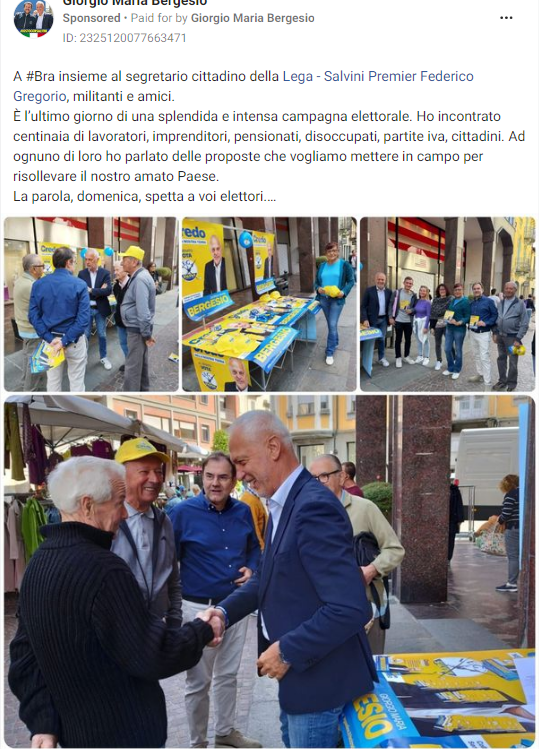 Giorgio Maria Bergesio
Sponsored • Paid for by Giorgio Maria Bergesio
ID: 2325120077663471
A #Bra insieme al segretario cittadino della Lega - Salvini Premier Federico
Gregorio, militanti e amici.
È l’ultimo giorno di una splendida e intensa campagna elettorale. Ho incontrato
centinaia di lavoratori, imprenditori, pensionati, disoccupati, partite iva, cittadini. Ad
ognuno di loro ho parlato delle proposte che vogliamo mettere in campo per
risollevare il nostro amato Paese.
La parola, domenica, spetta a voi elettori....
redo
Credo
BERGESIO
BERGESIO
ESIO